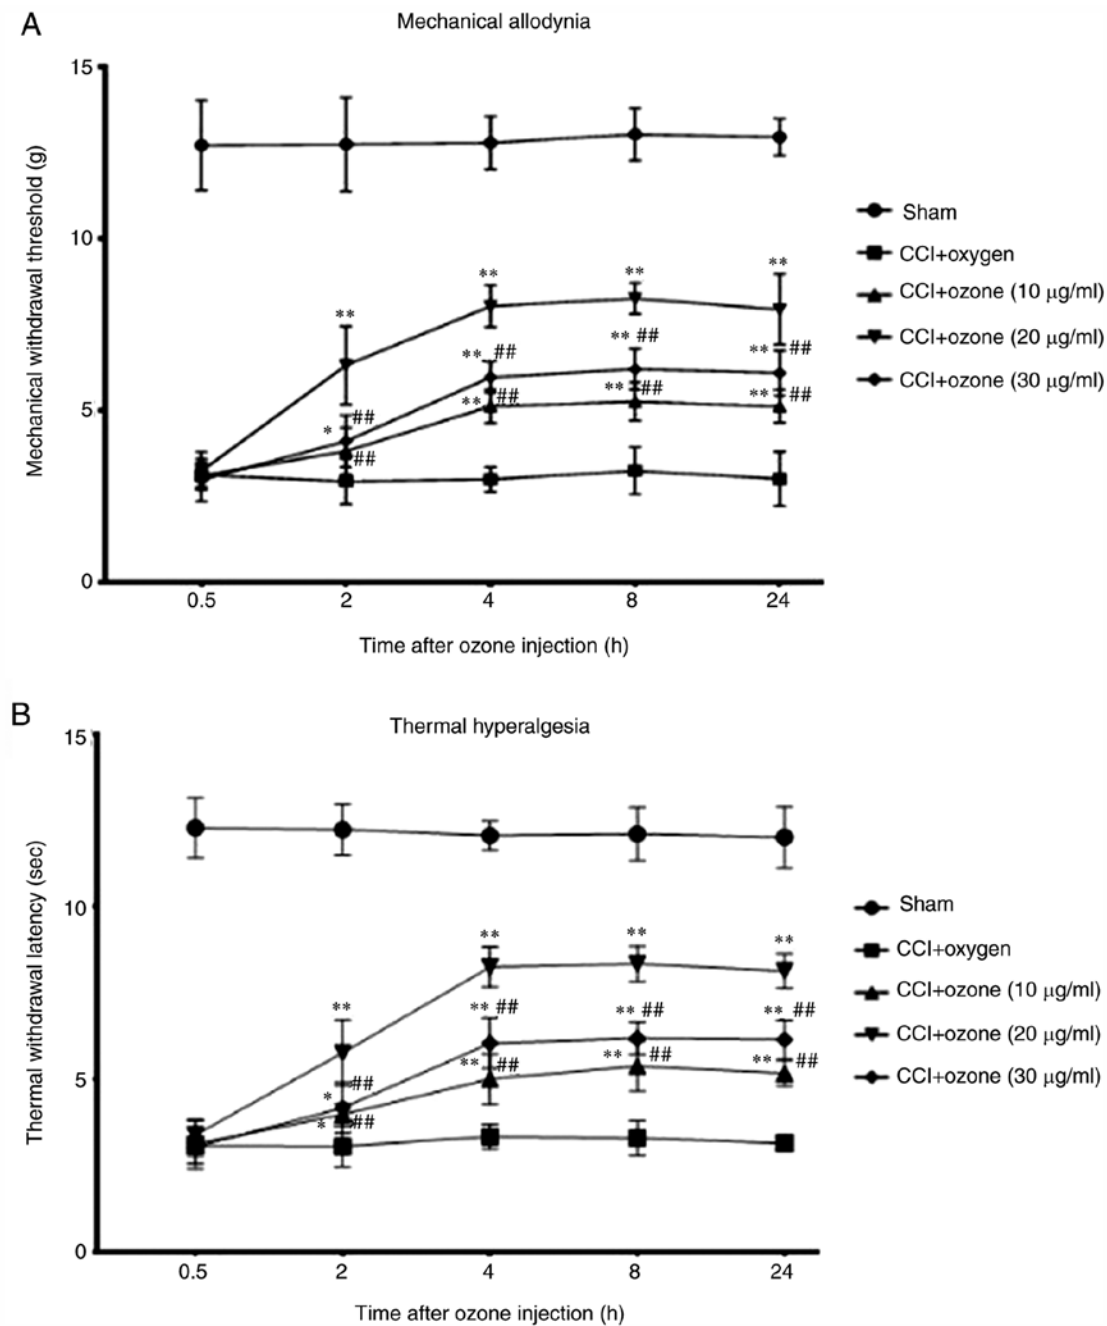 A
Mechanical allodynia
15
10
5
0
Mechanical withdrawal threshold (g)
**
**
**
**
** ##
** ##
** ##
* ##
** ##
** ##
** ##
##
0.5 2 4 8 24
Time after ozone injection (h)
Sham
CCI+oxygen
CCI+ozone (10 μg/ml)
CCI+ozone (20 μg/ml)
CCI+ozone (30 μg/ml)
B
Thermal hyperalgesia
15
10
5
0
Thermal withdrawal latency (sec)
**
**
**
**
** ##
** ##
** ##
* ##
** ##
** ##
** ##
* ##
0.5 2 4 8 24
Time after ozone injection (h)
Sham
CCI+oxygen
CCI+ozone (10 μg/ml)
CCI+ozone (20 μg/ml)
CCI+ozone (30 μg/ml)